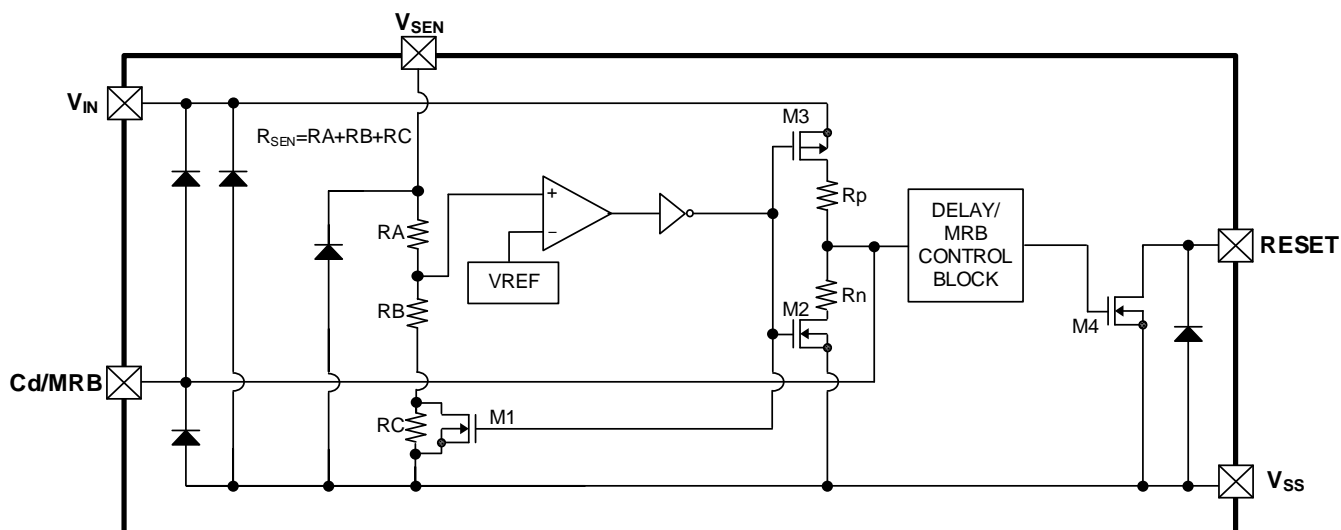 VSEN
VIN
RSEN=RA+RB+RC
M3
Rp
+
−
VREF
RA
RB
DELAY/
MRB
CONTROL
BLOCK
RESET
Rn
M2
M4
Cd/MRB
RC
M1
VSS